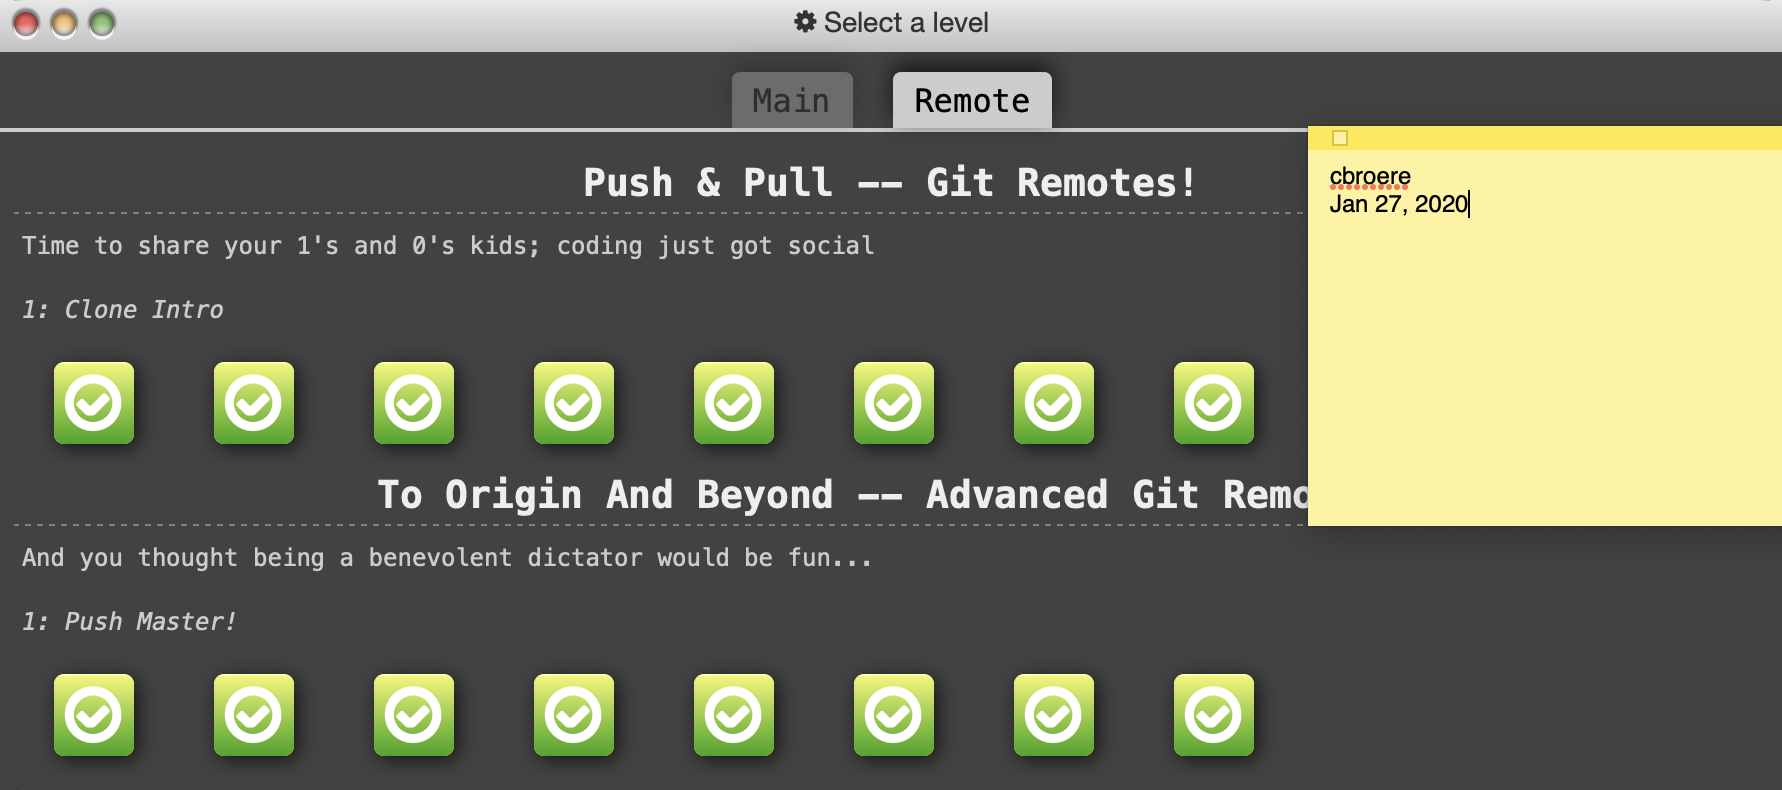 Select a level
Main
Remote
Push & Pull -- Git Remotes!
Time to share your 1's and 0's kids; coding just got social
1: Clone Intro
To Origin And Beyond -- Advanced Git Remo
And you thought being a benevolent dictator would be fun...
1: Push Master!
cbroere
Jan 27, 2020